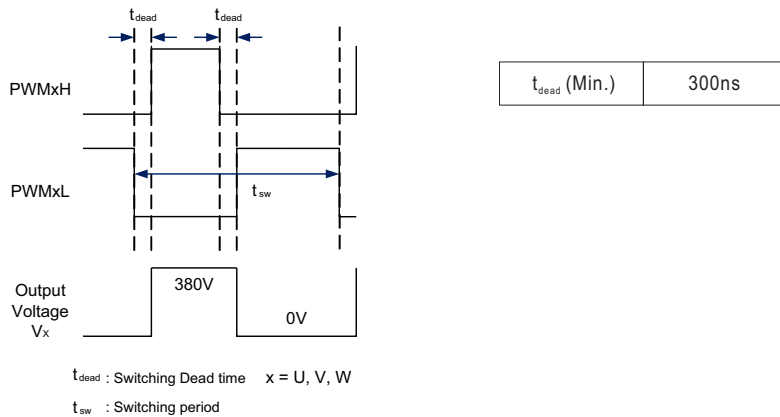 tdead tdead
PWMxH
tdead (Min.) 300ns
PWMxL
tsw
Output
Voltage
Vx
380V
0V
tdead : Switching Dead time x = U, V, W
tsw : Switching period